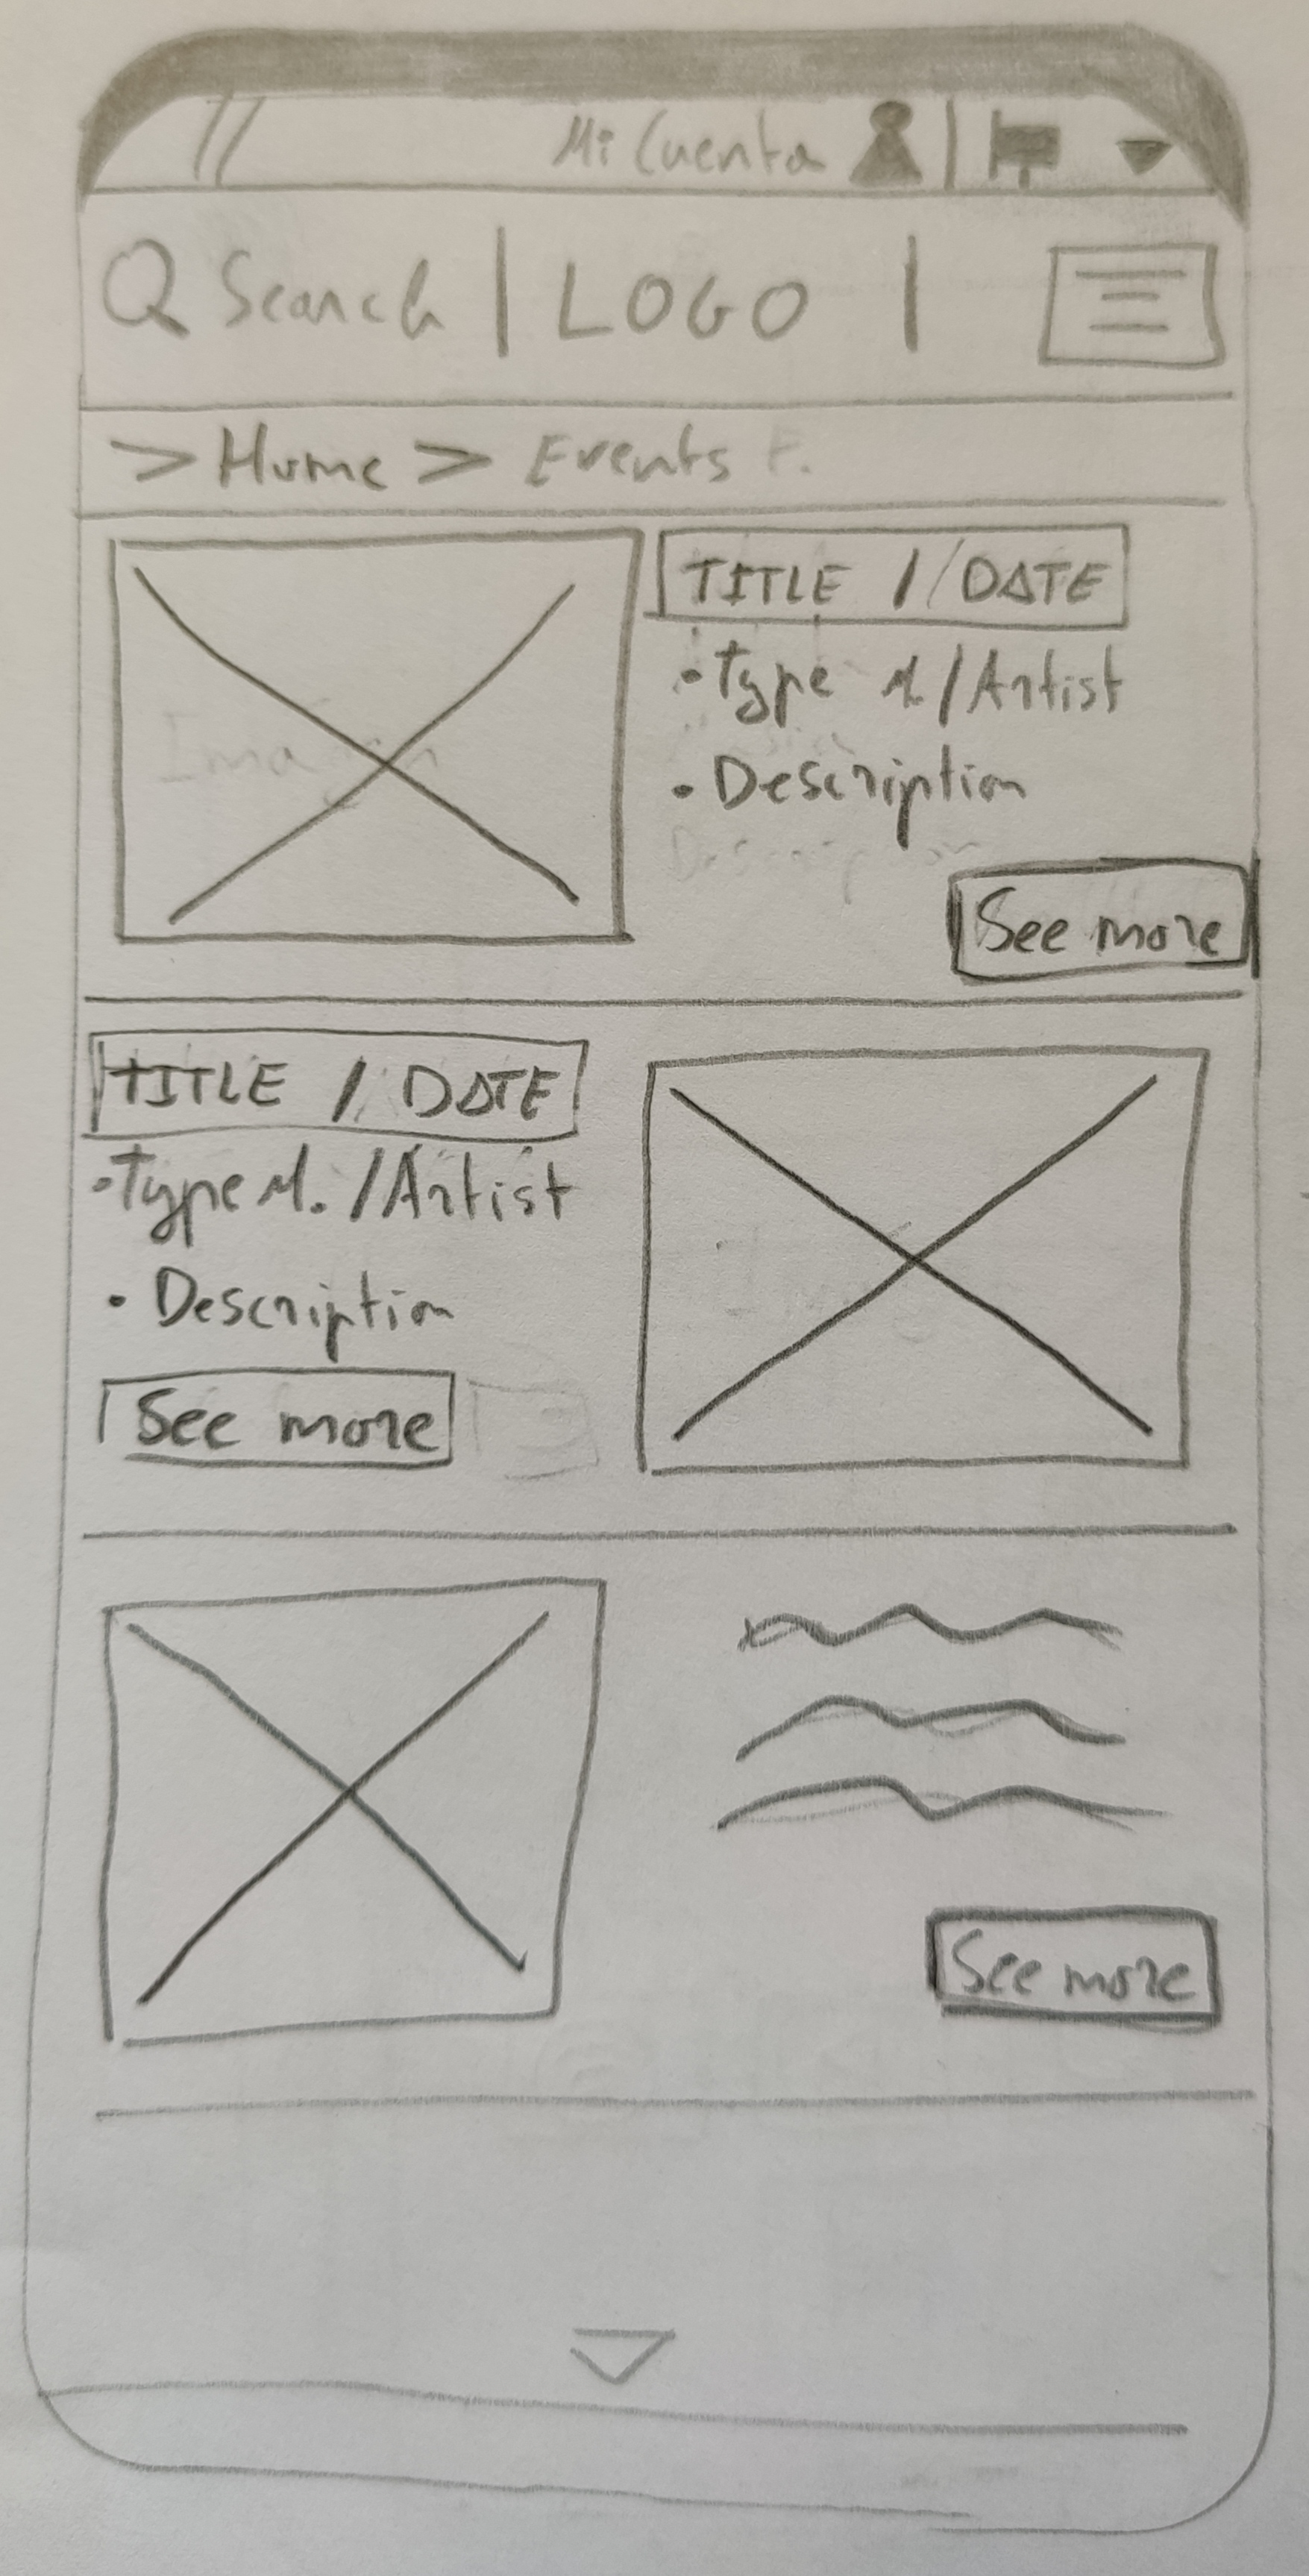 Mi Cuenta
Search | LOGO |
> Home > Events F.
TITLE / DATE
• Type M. / Artist
• Description
See more
TITLE / DATE
• Type M. / Artist
• Description
See more
See more